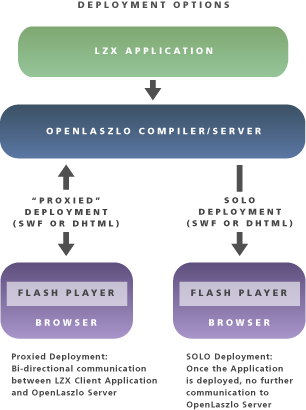 DEPLOYMENT OPTIONS
LZX APPLICATION
OPENLASZLO COMPILER/SERVER
"PROXIED"
DEPLOYMENT
(SWF OR DHTML)
SOLO
DEPLOYMENT
(SWF OR DHTML)
FLASH PLAYER
BROWSER
FLASH PLAYER
BROWSER
Proxied Deployment:
Bi-directional communication
between LZX Client Application
and OpenLaszlo Server
SOLO Deployment:
Once the Application
is deployed, no further
communication to
OpenLaszlo Server